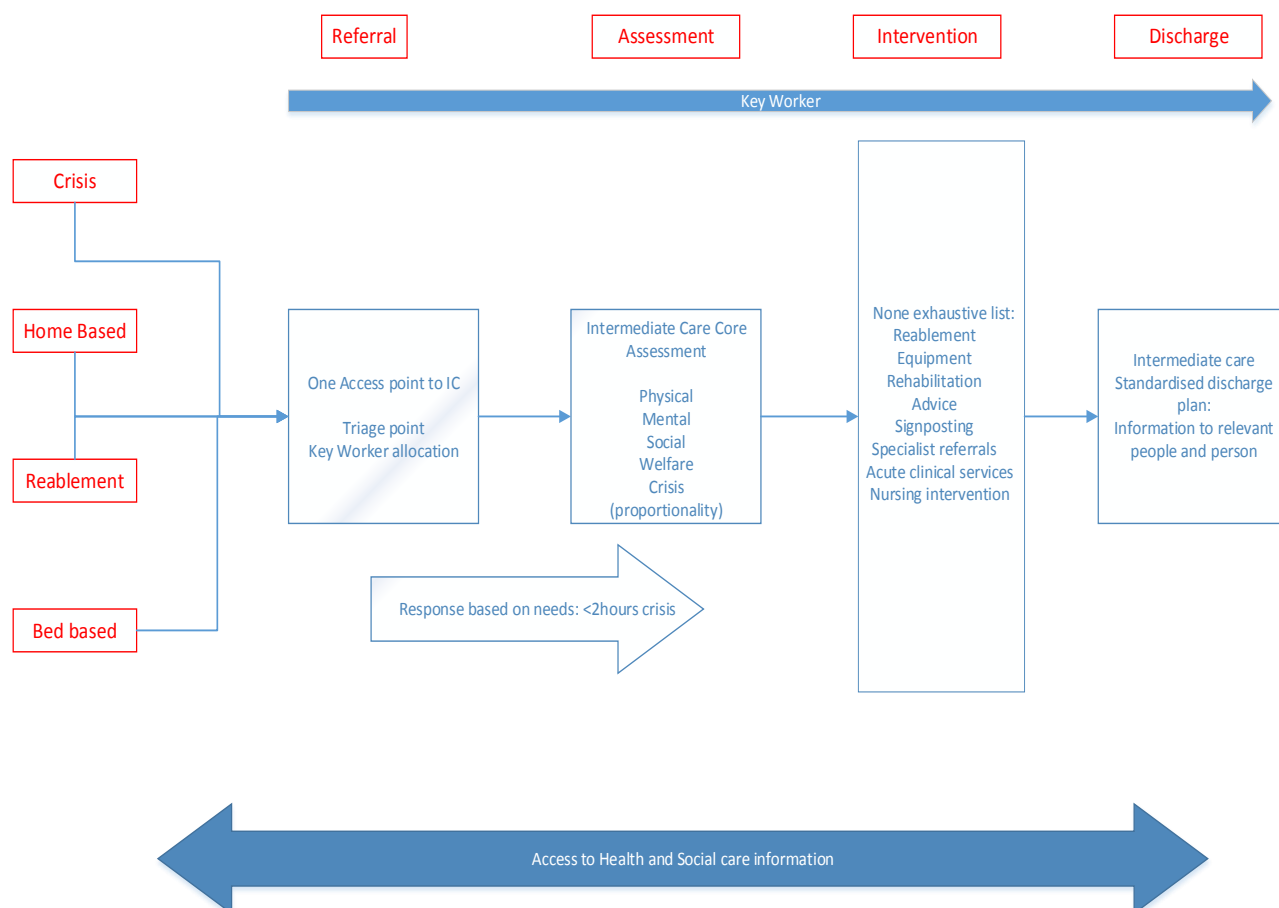 Referral
Assessment
Intervention
Discharge
Key Worker
Crisis
Home Based
Reablement
Bed based
One Access point to IC
Triage point
Key Worker allocation
Intermediate Care Core
Assessment
Physical
Mental
Social
Welfare
Crisis
(proportionality)
None exhaustive list:
Reablement
Equipment
Rehabilitation
Advice
Signposting
Specialist referrals
Acute clinical services
Nursing intervention
Intermediate care
Standardised discharge
plan:
Information to relevant
people and person
Response based on needs: <2hours crisis
Access to Health and Social care information